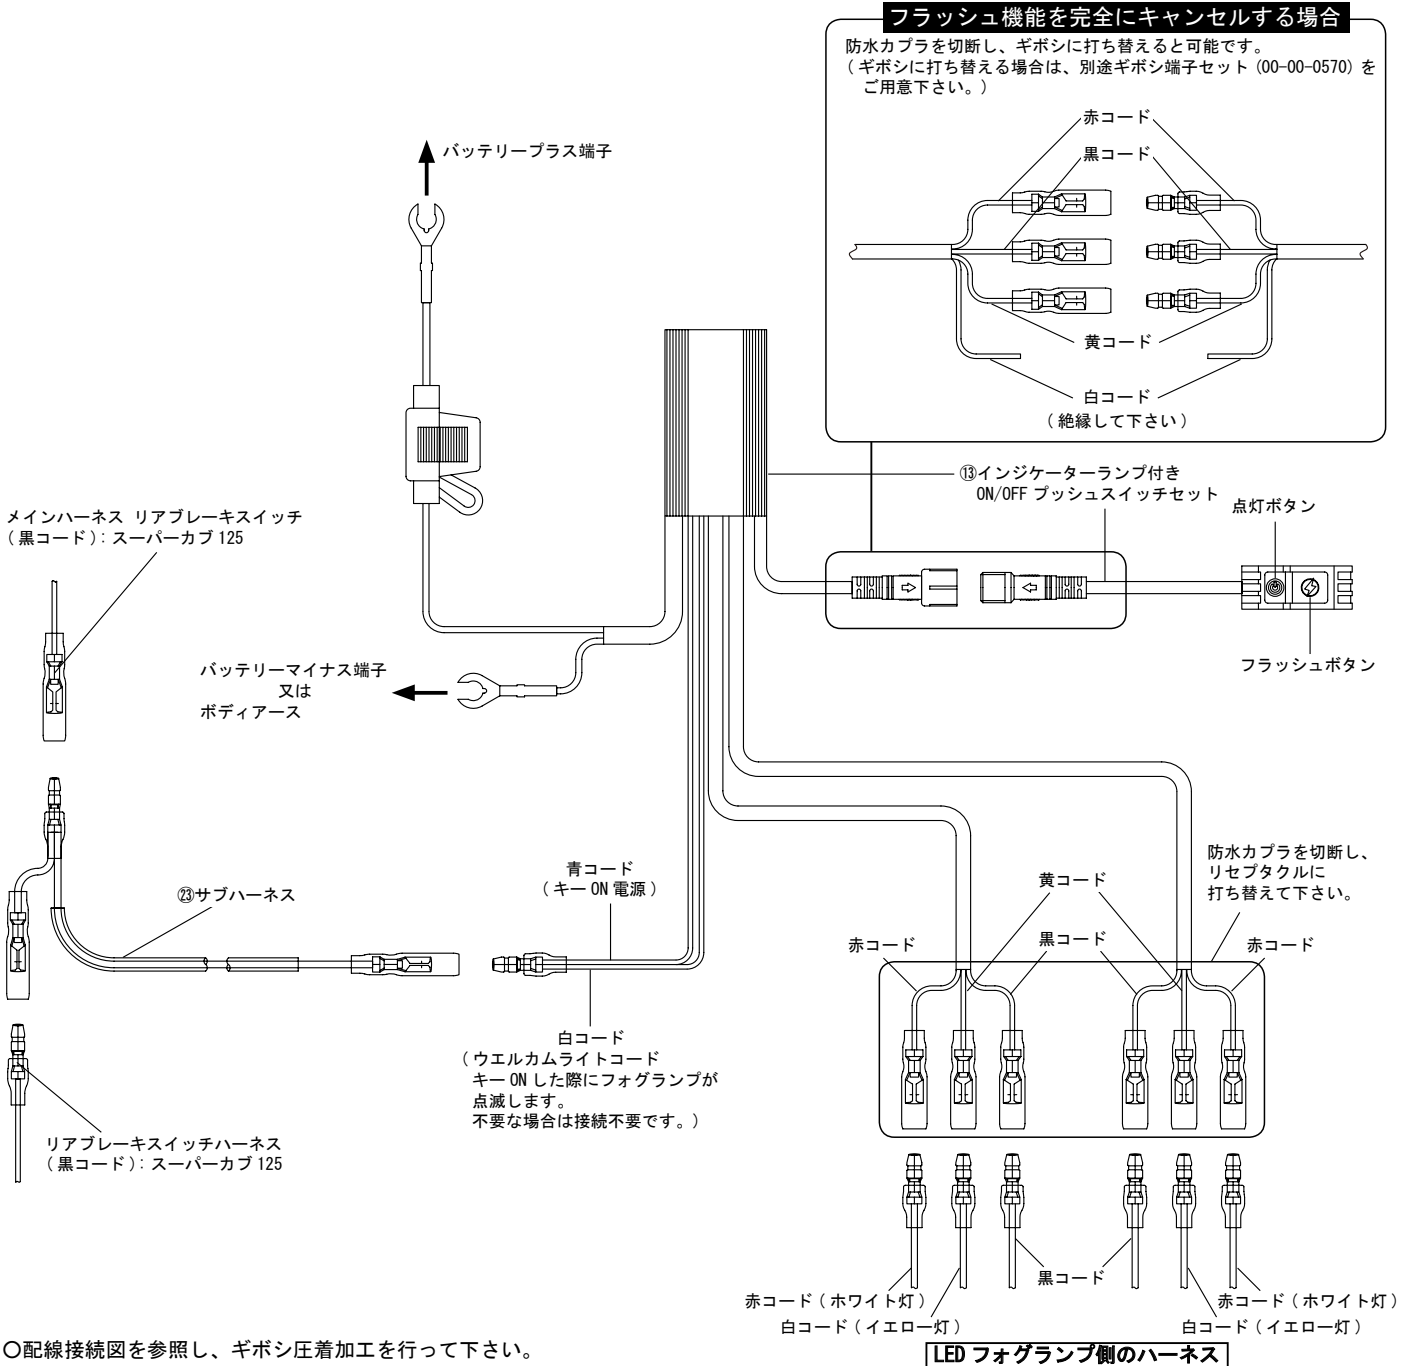 フラッシュ機能を完全にキャンセルする場合
防水カプラを切断し、ギボシに打ち替えると可能です。
(ギボシに打ち替える場合は、別途ギボシ端子セット(00-00-0570)を
ご用意下さい。)
赤コード
黒コード
黄コード
白コード
(絶縁して下さい)
バッテリープラス端子
⑬インジケーターランプ付き
ON/OFF プッシュスイッチセット
点灯ボタン
フラッシュボタン
メインハーネス リアブレーキスイッチ
(黒コード):スーパーカブ125
バッテリーマイナス端子
又は
ボディアース
青コード
(キーON電源)
㉓サブハーネス
白コード
(ウエルカムライトコード
キーONした際にフォグランプが
点滅します。
不要な場合は接続不要です。)
リアブレーキスイッチハーネス
(黒コード):スーパーカブ125
防水カプラを切断し、
リセプタクルに
打ち替えて下さい。
黄コード
赤コード
黒コード
赤コード
黒コード
赤コード(ホワイト灯)
赤コード(ホワイト灯)
白コード(イエロー灯)
白コード(イエロー灯)
LEDフォグランプ側のハーネス
○配線接続図を参照し、ギボシ圧着加工を行って下さい。